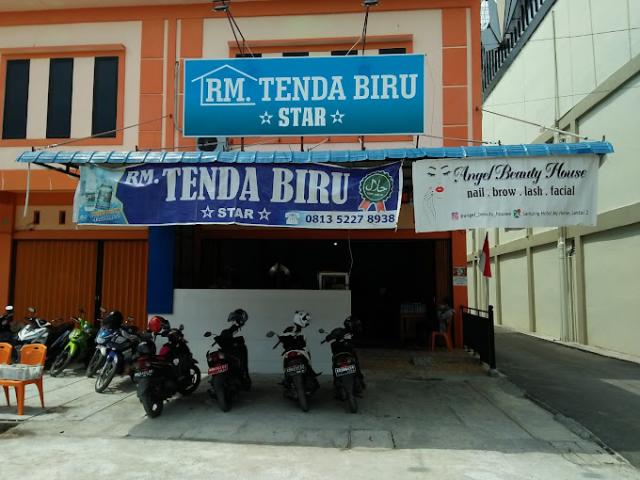 RM. TENDA BIRU
☆ STAR ☆
RM. TENDA BIRU
☆ STAR ☆
0813 5227 8938
Angel Beauty House
nail . brow . lash . facial